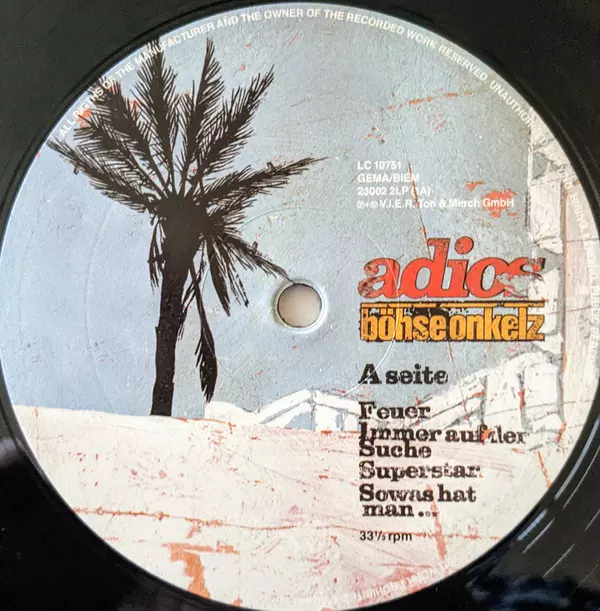 ALL RIGHTS OF THE MANUFACTURER AND THE OWNER OF THE RECORDED WORK RESERVED. UNAUTHOR
LC 10751
GEMA/BIEM
23002 2LP (1A)
℗+© V.I.E.R. Ton & Merch GmbH
adios
böhse onkelz
A seite
Feuer
Immer auf der
Suche
Superstar
Sowas hat
man...
33⅓ rpm